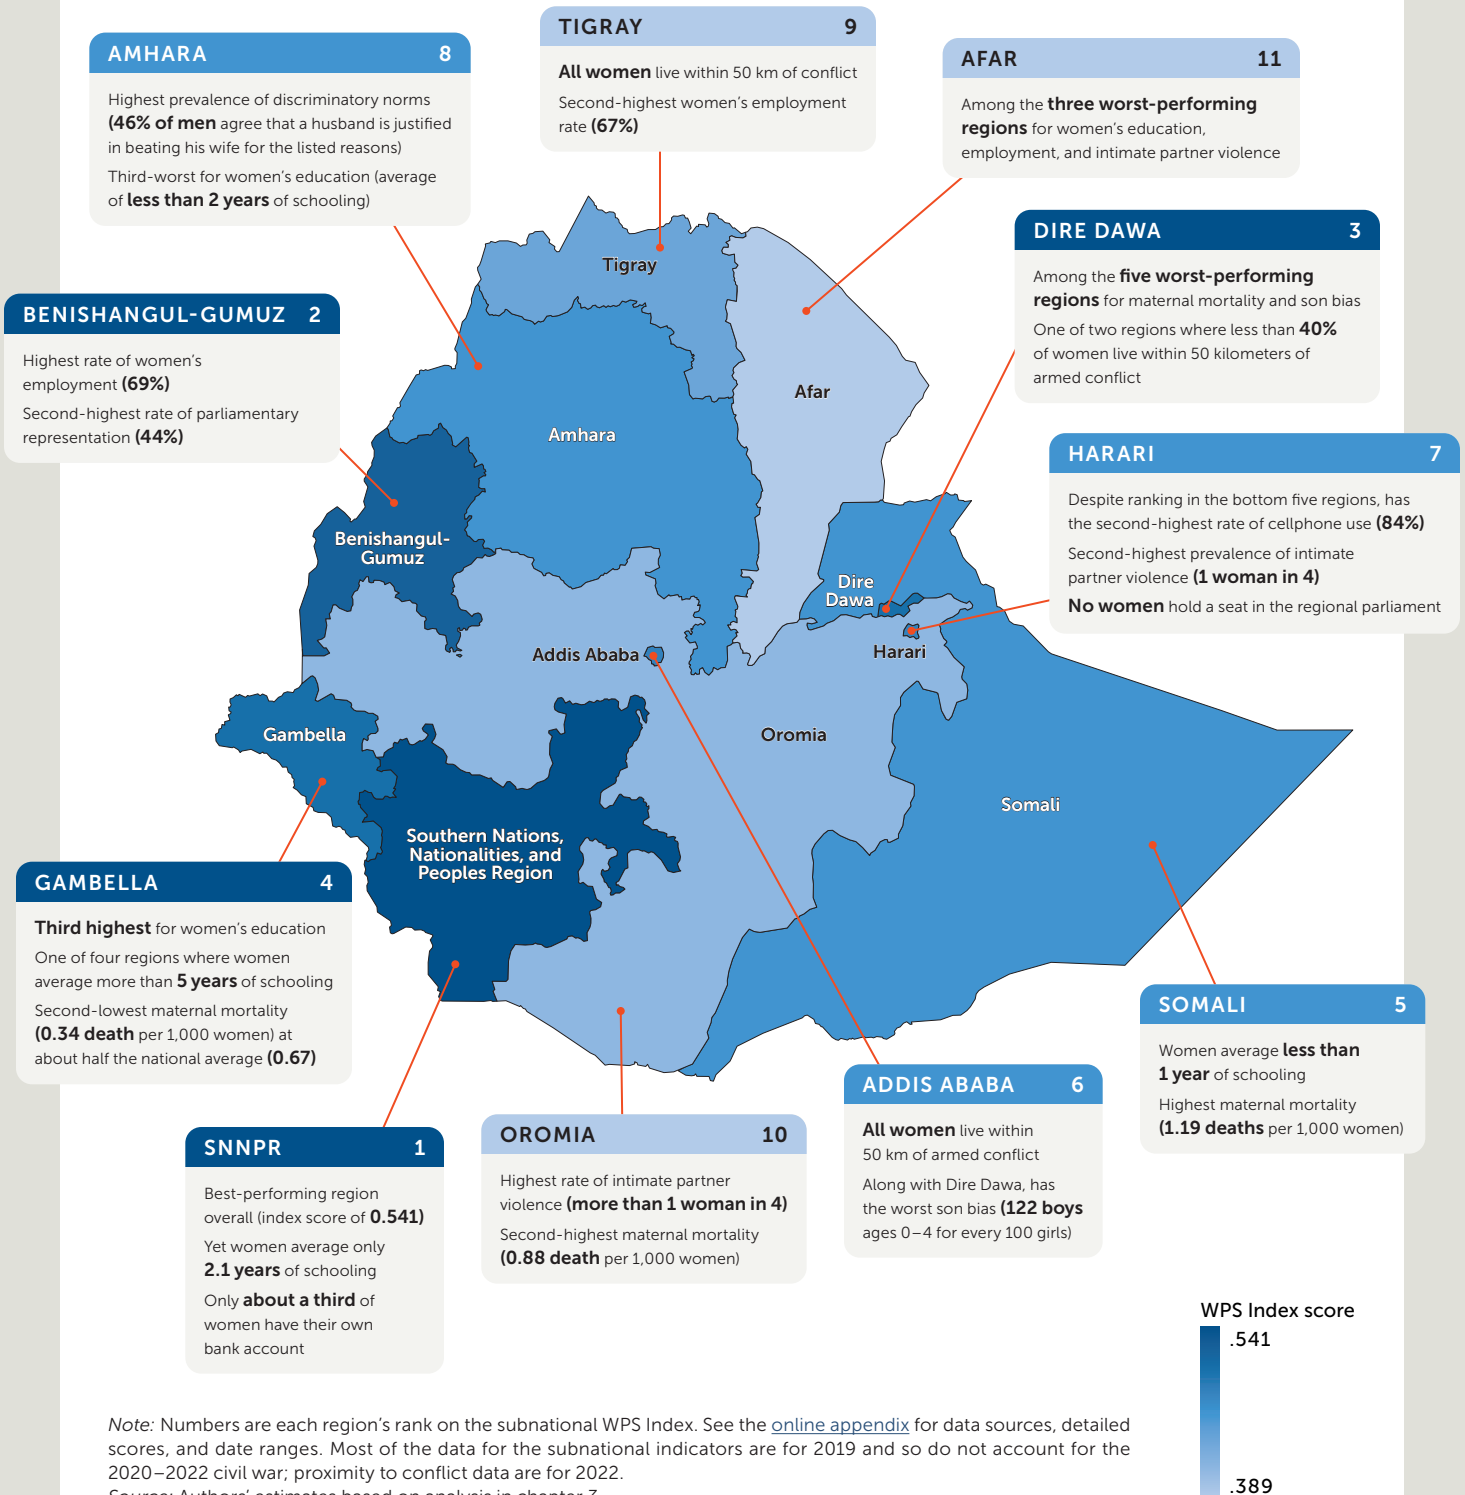 TIGRAY 9
All women live within 50 km of conflict
Second-highest women's employment
rate (67%)
AMHARA 8
Highest prevalence of discriminatory norms
(46% of men agree that a husband is justified
in beating his wife for the listed reasons)
Third-worst for women's education (average
of less than 2 years of schooling)
AFAR 11
Among the three worst-performing
regions for women's education,
employment, and intimate partner violence
DIRE DAWA 3
Among the five worst-performing
regions for maternal mortality and son bias
One of two regions where less than 40%
of women live within 50 kilometers of
armed conflict
BENISHANGUL-GUMUZ 2
Highest rate of women's
employment (69%)
Second-highest rate of parliamentary
representation (44%)
HARARI 7
Despite ranking in the bottom five regions, has
the second-highest rate of cellphone use (84%)
Second-highest prevalence of intimate
partner violence (1 woman in 4)
No women hold a seat in the regional parliament
Tigray
Afar
Amhara
Benishangul-
Gumuz
Dire
Dawa
Harari
Addis Ababa
Gambella
Oromia
Somali
Southern Nations,
Nationalities, and
Peoples Region
GAMBELLA 4
Third highest for women's education
One of four regions where women
average more than 5 years of schooling
Second-lowest maternal mortality
(0.34 death per 1,000 women) at
about half the national average (0.67)
SOMALI 5
Women average less than
1 year of schooling
Highest maternal mortality
(1.19 deaths per 1,000 women)
ADDIS ABABA 6
All women live within
50 km of armed conflict
Along with Dire Dawa, has
the worst son bias (122 boys
ages 0–4 for every 100 girls)
OROMIA 10
Highest rate of intimate partner
violence (more than 1 woman in 4)
Second-highest maternal mortality
(0.88 death per 1,000 women)
SNNPR 1
Best-performing region
overall (index score of 0.541)
Yet women average only
2.1 years of schooling
Only about a third of
women have their own
bank account
WPS Index score
.541
.389
Note: Numbers are each region's rank on the subnational WPS Index. See the online appendix for data sources, detailed
scores, and date ranges. Most of the data for the subnational indicators are for 2019 and so do not account for the
2020–2022 civil war; proximity to conflict data are for 2022.
Source: Authors' estimates based on analysis in chapter 3.